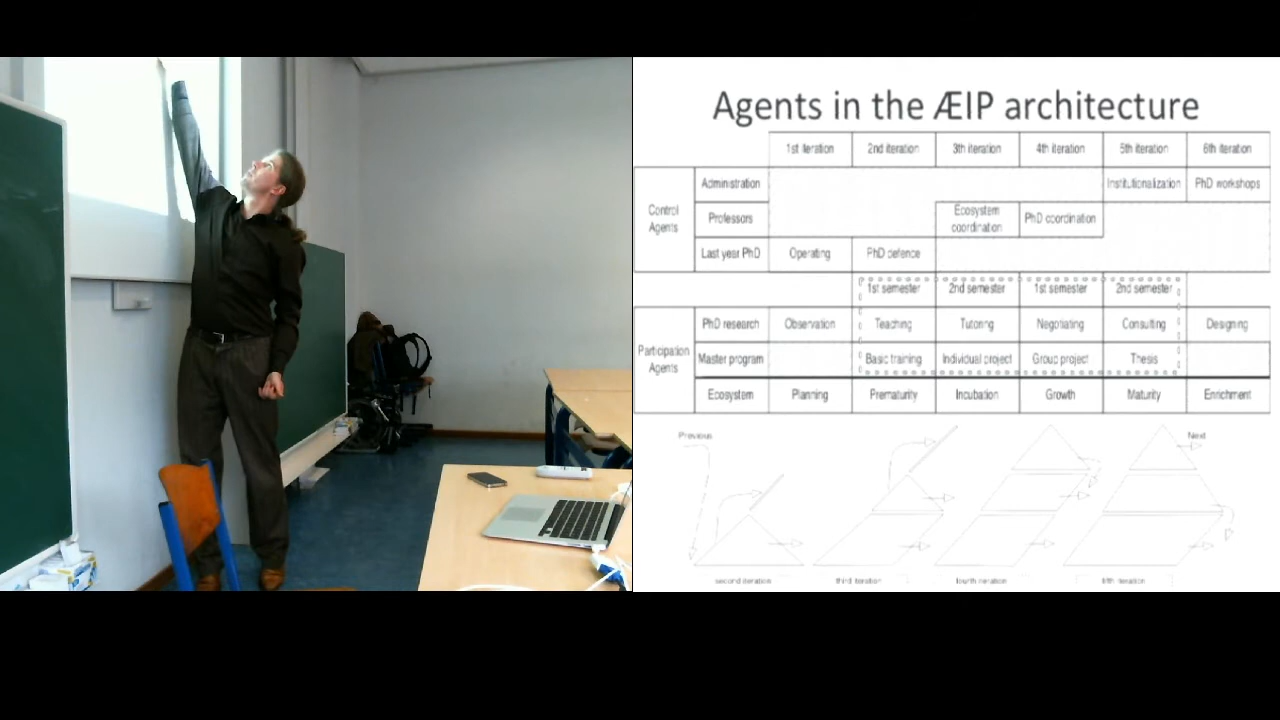 Agents in the ÆIP architecture
1st iteration 2nd iteration 3th iteration 4th iteration 5th iteration 6th iteration
Administration Institutionalization PhD workshops
Control Agents
Professors Ecosystem coordination PhD coordination
Last year PhD Operating PhD defence
1st semester 2nd semester 1st semester 2nd semester
PhD research Observation Teaching Tutoring Negotiating Consulting Designing
Participation Agents
Master program Basic training Individual project Group project Thesis
Ecosystem Planning Prematurity Incubation Growth Maturity Enrichment
Previous Next
second iteration third iteration fourth iteration fifth iteration